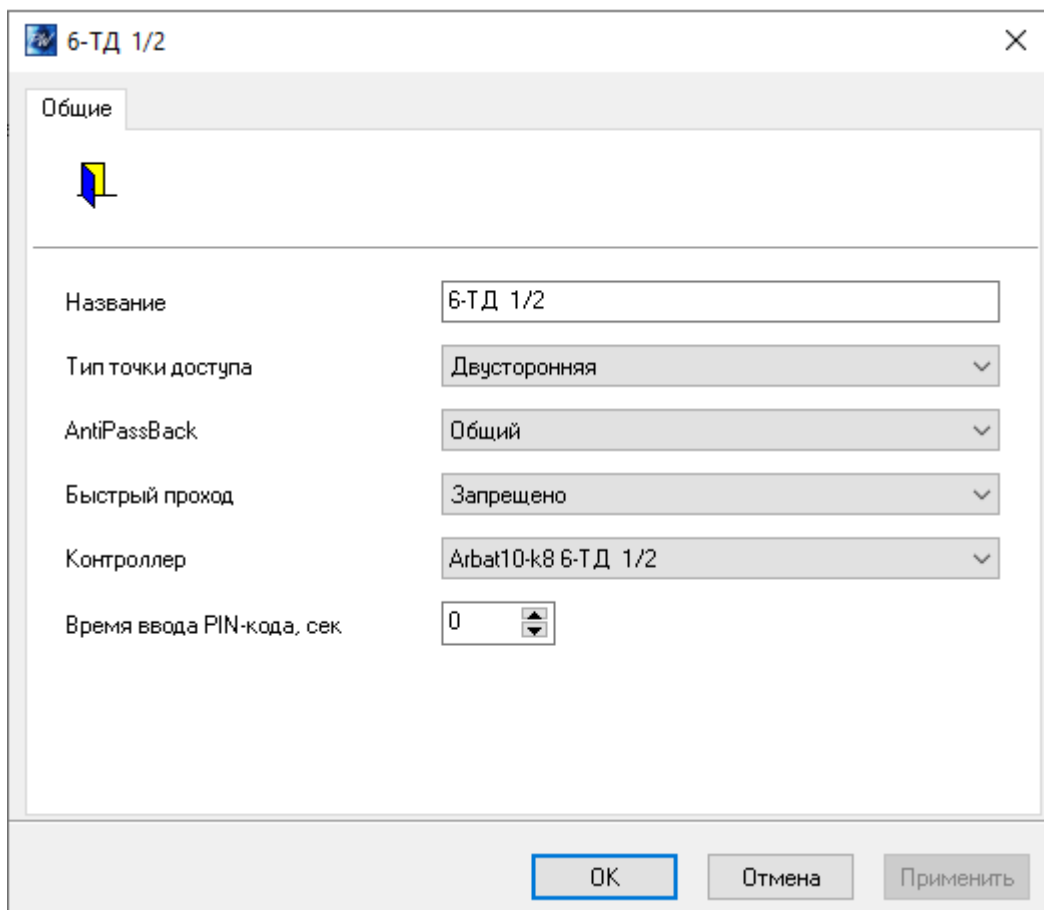 6-ТД 1/2
Общие
Название 6-ТД 1/2
Тип точки доступа Двусторонняя
AntiPassBack Общий
Быстрый проход Запрещено
Контроллер Arbat10-k8 6-ТД 1/2
Время ввода PIN-кода, сек 0
OK Отмена Применить